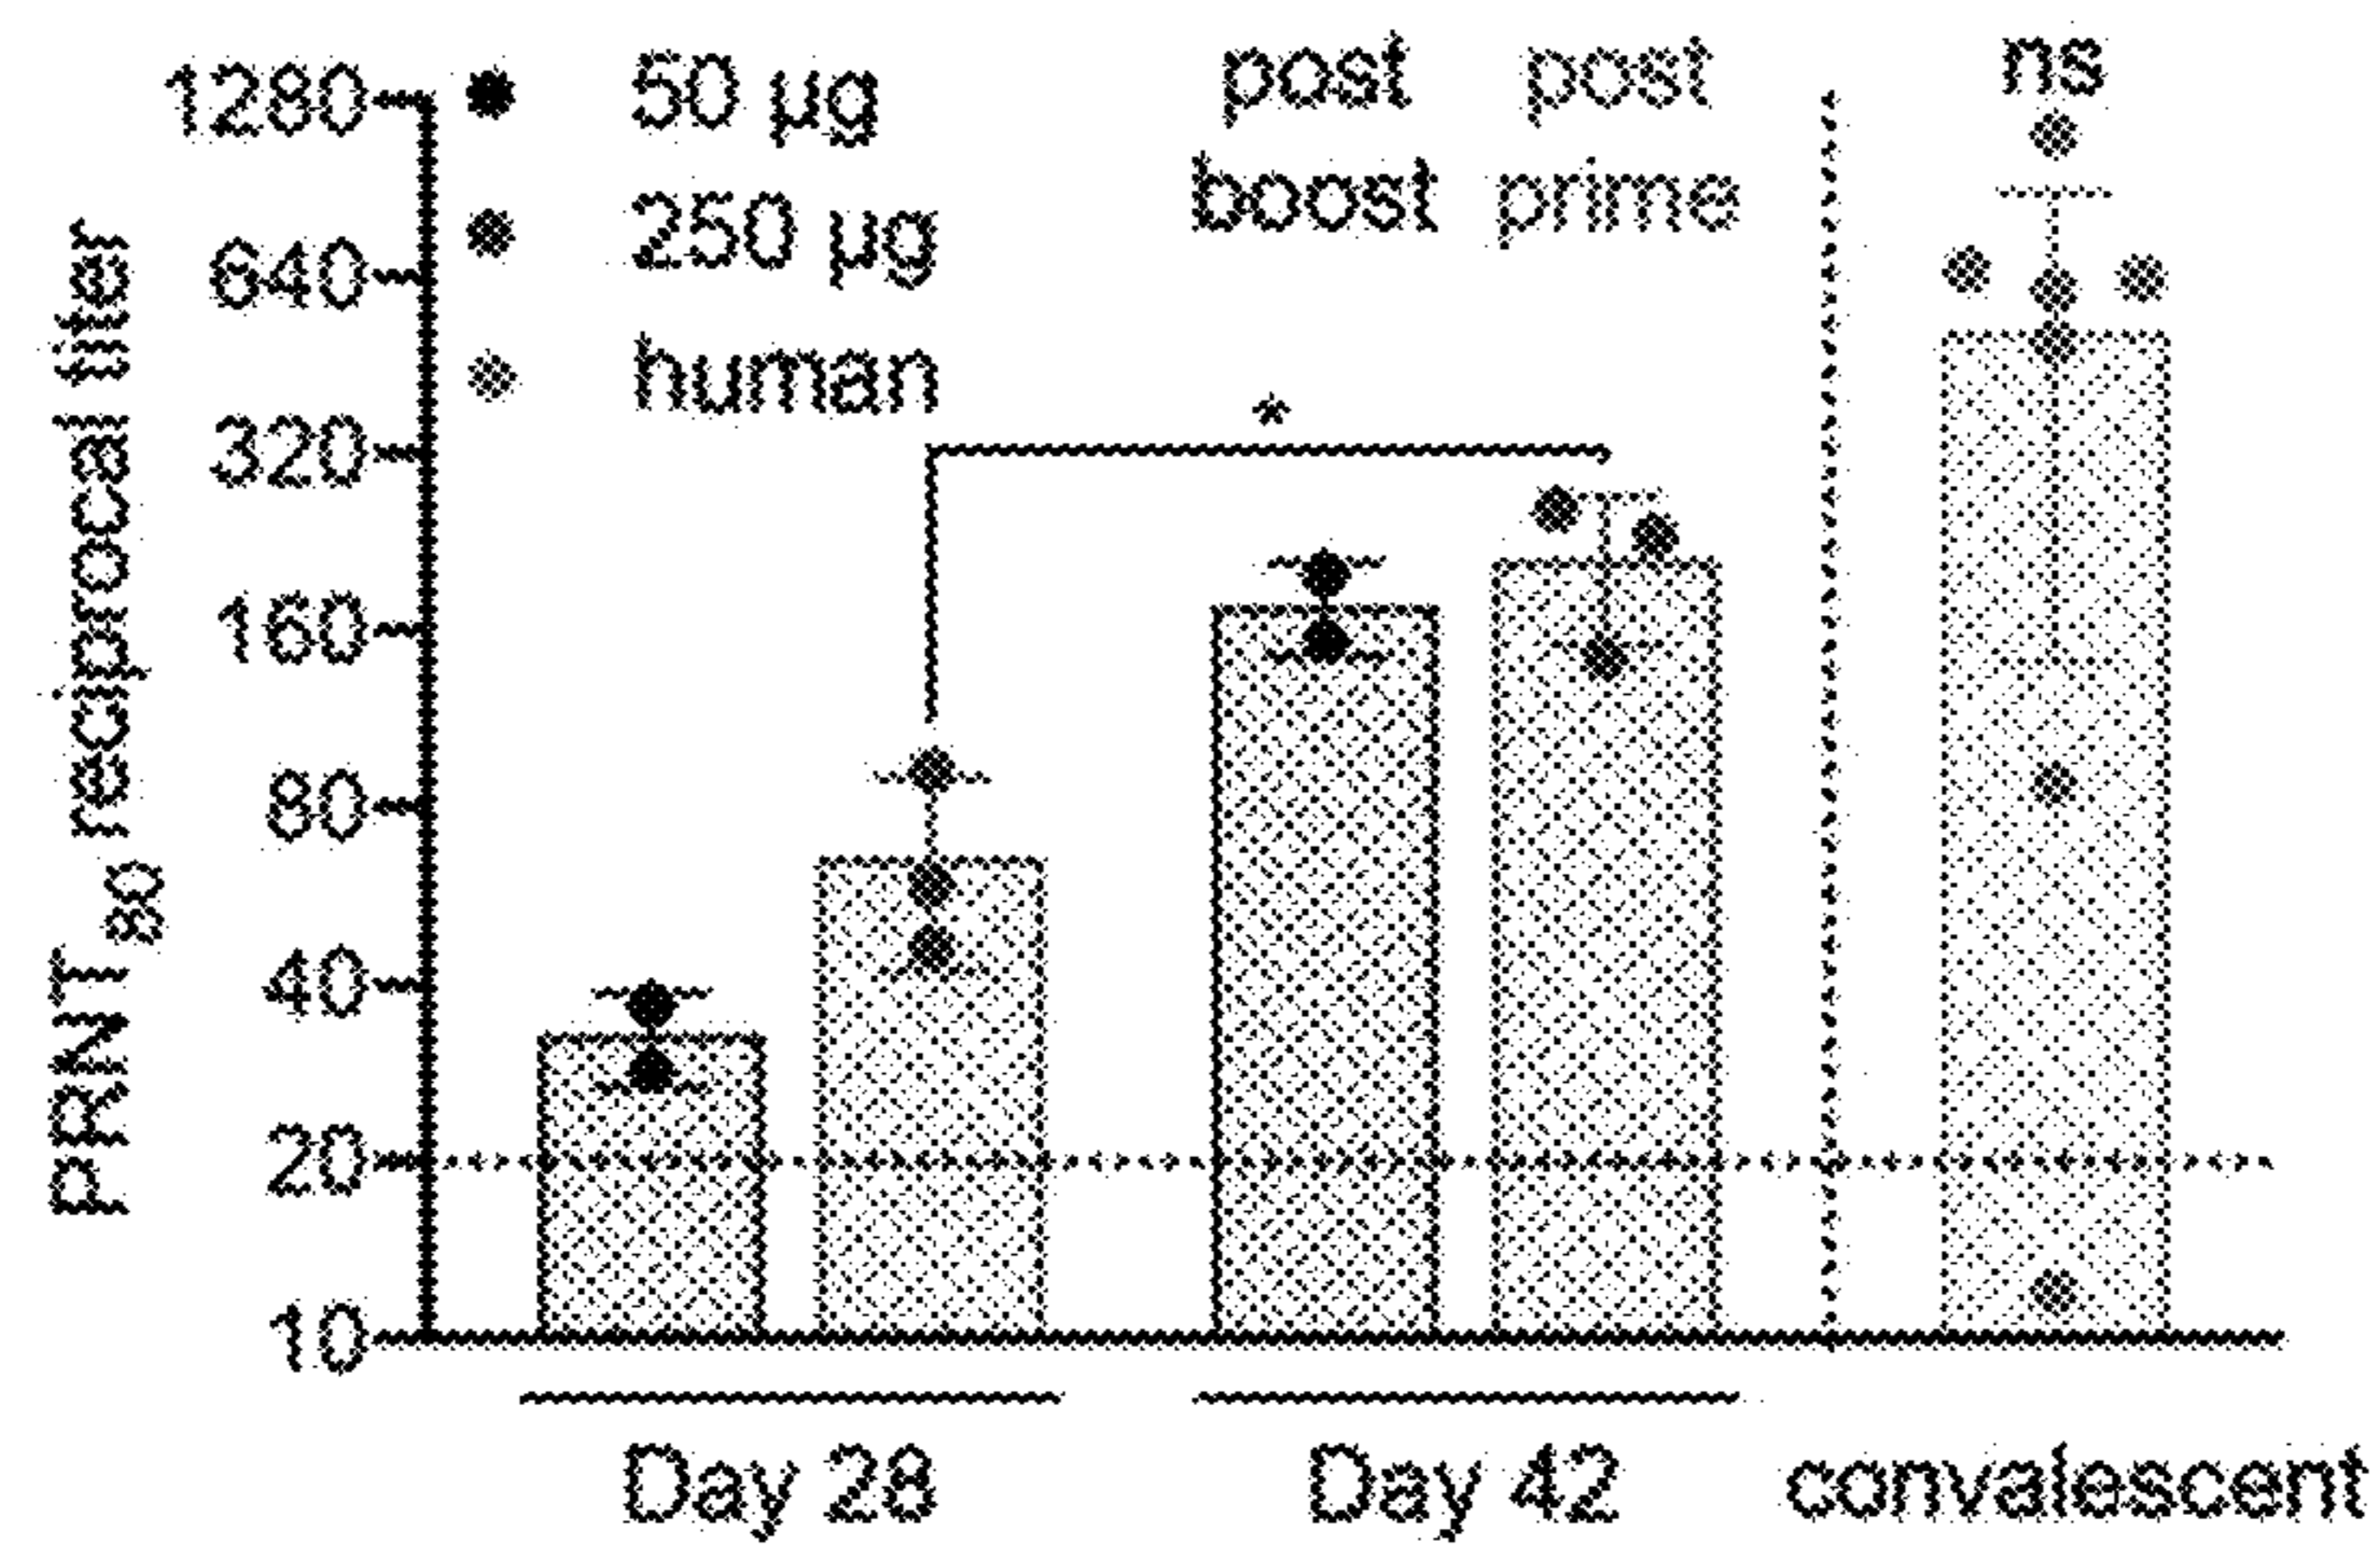 PRNT80 reciprocal titer
1280
640
320
160
80
40
20
10
50 µg
250 µg
human
post boost
post prime
ns
*
Day 28
Day 42
convalescent